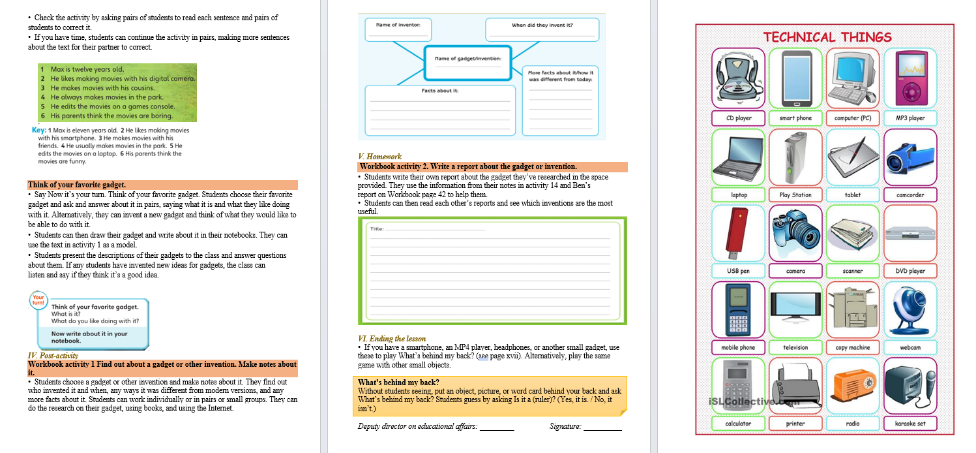 • Check the activity by asking pairs of students to read each sentence and pairs of
students to correct it.
• If you have time, students can continue the activity in pairs, making more sentences
about the text for their partner to correct.
1 Max is twelve years old.
2 He likes making movies with his digital camera.
3 He makes movies with his cousins.
4 He always makes movies in the park.
5 He edits the movies on a games console.
6 His parents think the movies are boring.
Key: 1 Max is eleven years old. 2 He likes making movies
with his smartphone. 3 He makes movies with his
friends. 4 He usually makes movies in the park. 5 He
edits the movies on a laptop. 6 His parents think the
movies are funny.
Think of your favorite gadget.
• Say Now it's your turn. Think of your favorite gadget. Students choose their favorite
gadget and ask and answer about it in pairs, saying what it is and what they like doing
with it. Alternatively, they can invent a new gadget and think of what they would like to
be able to do with it.
• Students can then draw their gadget and write about it in their notebooks. They can
use the text in activity 1 as a model.
• Students present the descriptions of their gadgets to the class and answer questions
about them. If any students have invented new ideas for gadgets, the class can
listen and say if they think it's a good idea.
Your turn!
Think of your favorite gadget.
What is it?
What do you like doing with it?
Now write about it in your
notebook.
IV. Post-activity
Workbook activity 1 Find out about a gadget or other invention. Make notes about
it.
• Students choose a gadget or other invention and make notes about it. They find out
who invented it and when, any ways it was different from modern versions, and any
more facts about it. Students can work individually or in pairs or small groups. They can
do the research on their gadget, using books, and using the Internet.
Name of inventor:
When did they invent it?
Name of gadget/invention:
More facts about it/how it
was different from today:
Facts about it:
V. Homework
Workbook activity 2. Write a report about the gadget or invention.
• Students write their own report about the gadget they've researched in the space
provided. They use the information from their notes in activity 14 and Ben's
report on Workbook page 42 to help them.
• Students can then read each other's reports and see which inventions are the most
useful.
Title:
VI. Ending the lesson
• If you have a smartphone, an MP4 player, headphones, or another small gadget, use
these to play What's behind my back? (see page xvii). Alternatively, play the same
game with other small objects.
What's behind my back?
Without students seeing, put an object, picture, or word card behind your back and ask
What's behind my back? Students guess by asking Is it a (ruler)? (Yes, it is. / No, it
isn't.)
Deputy director on educational affairs: ________ Signature: ________
TECHNICAL THINGS
CD player smart phone computer (PC) MP3 player
laptop Play Station tablet camcorder
USB pen camera scanner DVD player
mobile phone television copy machine webcam
iSLCollective.com
calculator printer radio karaoke set